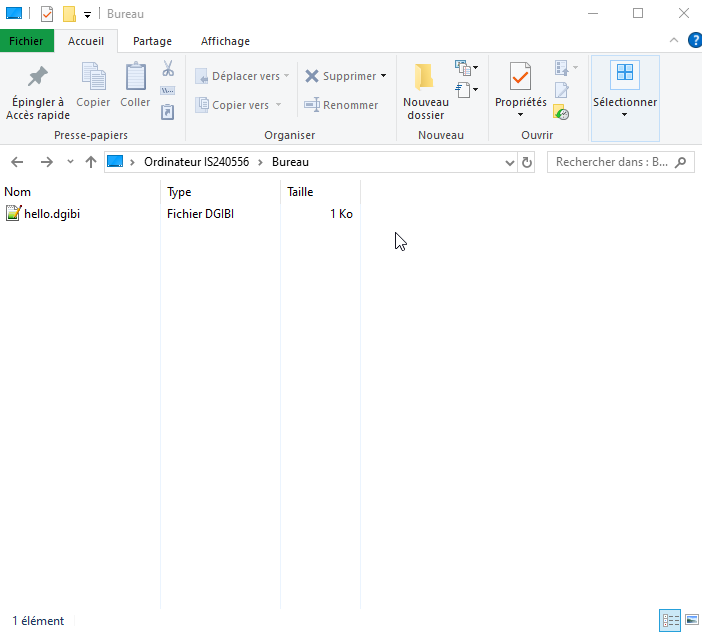 Bureau
Fichier Accueil Partage Affichage ?
Épingler à Accès rapide
Copier
Coller
Presse-papiers
Déplacer vers
Copier vers
Supprimer
Renommer
Organiser
Nouveau dossier
Nouveau
Propriétés
Ouvrir
Sélectionner
Ordinateur IS240556 > Bureau
Rechercher dans : B...
Nom Type Taille
hello.dgibi Fichier DGIBI 1 Ko
1 élément